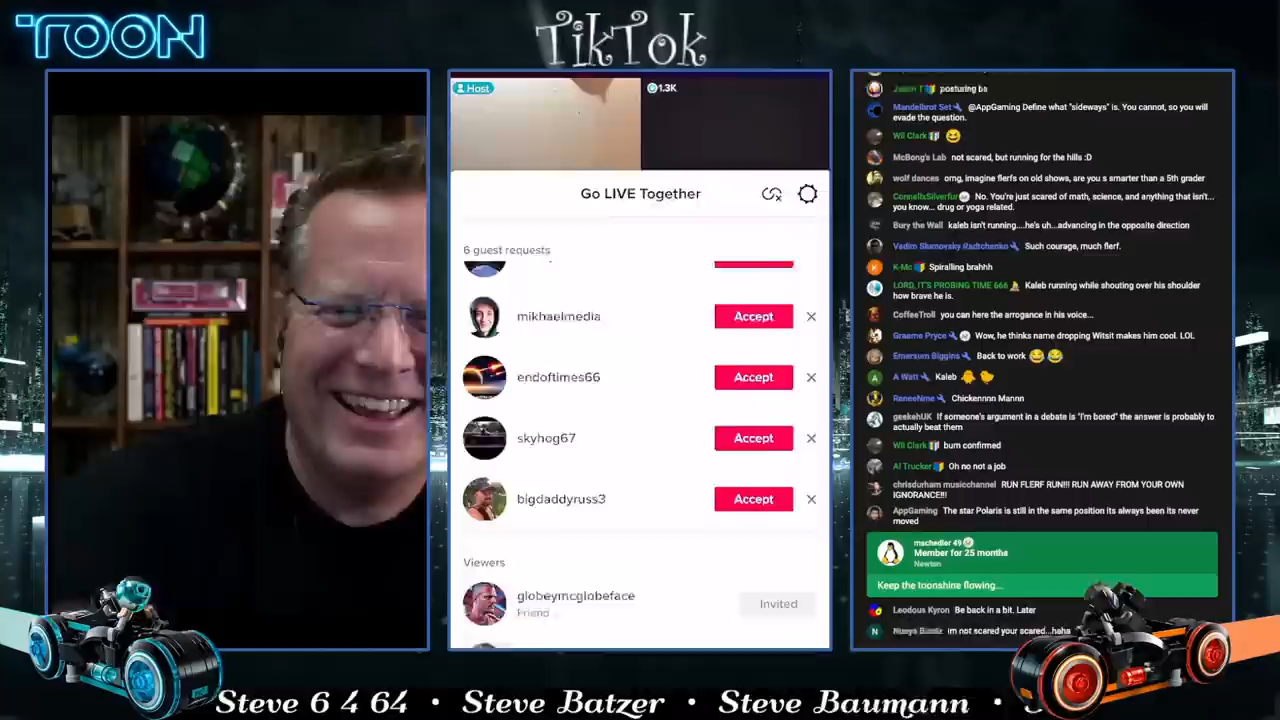 TOON
TikTok
Host
1.3K
Go LIVE Together
6 guest requests
mikhaelmedia
Accept
endoftimes66
Accept
skyhog67
Accept
bigdaddyruss3
Accept
Viewers
globeymcglobeface
Friend
Invited
posturing ba
Mandelbrot Set @AppGaming Define what "sideways" is. You cannot, so you will
evade the question.
Wil Clark
McBong's Lab not scared, but running for the hills :D
wolf dances omg, imagine flerfs on old shows, are you s smarter than a 5th grader
No. You're just scared of math, science, and anything that isn't...
you know... drug or yoga related.
Bury the Wall kaleb isn't running....he's uh...advancing in the opposite direction
Vadim Slumovsky Radtchenko Such courage, much flerf.
K-Mc Spiralling brahhh
LORD, IT'S PROBING TIME 666 Kaleb running while shouting over his shoulder
how brave he is.
CoffeeTroll you can here the arrogance in his voice...
Graeme Pryce Wow, he thinks name dropping Witsit makes him cool. LOL
Emersum Biggins Back to work
A Watt Kaleb
ReneeNme Chickennnn Mannn
geekehUK If someone's argument in a debate is "I'm bored" the answer is probably to
actually beat them
Wil Clark bum confirmed
Al Trucker Oh no not a job
chrisdurham musicchannel RUN FLERF RUN!!! RUN AWAY FROM YOUR OWN
IGNORANCE!!!
AppGaming The star Polaris is still in the same position its always been its never
moved
mschedler 49
Member for 25 months
Newton
Keep the toonshine flowing...
Leodous Kyron Be back in a bit. Later
N im not scared your scared...haha
Steve 6 4 64 • Steve Batzer • Steve Baumann •